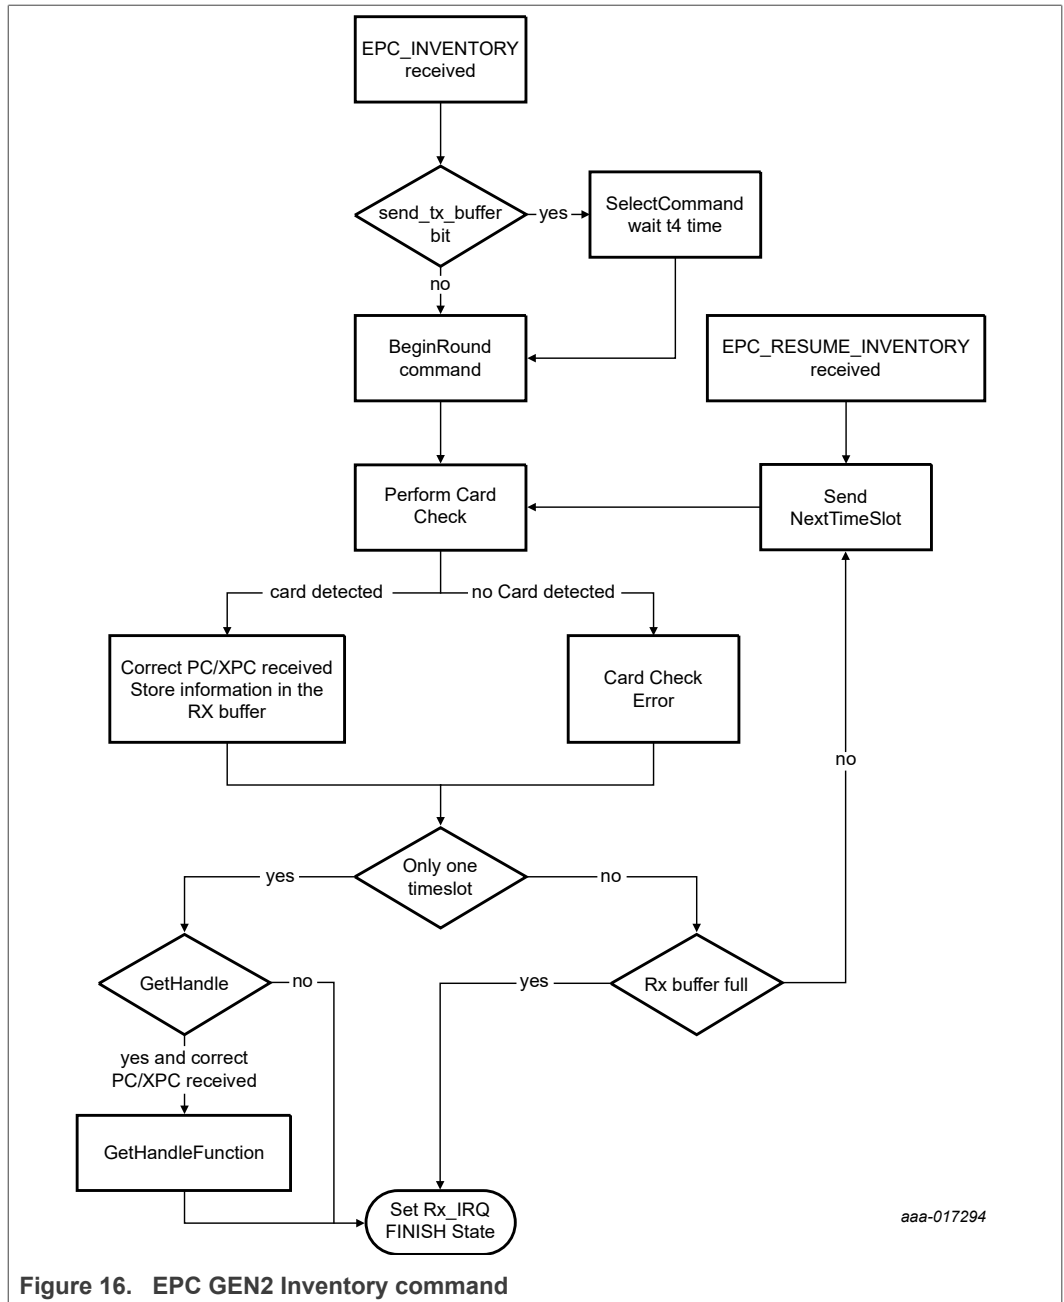 EPC_INVENTORY
received
send_tx_buffer
bit
yes
SelectCommand
wait t4 time
no
BeginRound
command
EPC_RESUME_INVENTORY
received
Perform Card
Check
Send
NextTimeSlot
card detected
no Card detected
Correct PC/XPC received
Store information in the
RX buffer
Card Check
Error
no
Only one
timeslot
yes
no
GetHandle
no
yes
Rx buffer full
yes and correct
PC/XPC received
GetHandleFunction
Set Rx_IRQ
FINISH State
aaa-017294
Figure 16. EPC GEN2 Inventory command